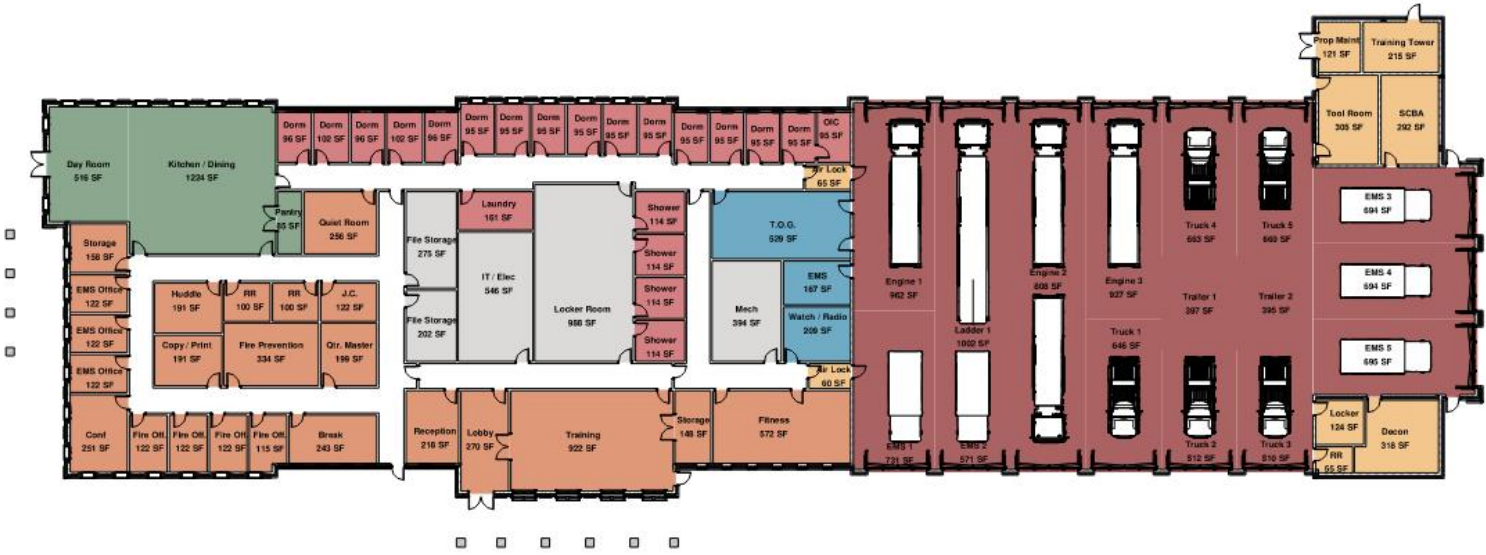 Prop Maint
121 SF
Training Tower
215 SF
Tool Room
305 SF
SCBA
292 SF
Dorm
96 SF
Dorm
102 SF
Dorm
96 SF
Dorm
102 SF
Dorm
96 SF
Dorm
95 SF
Dorm
95 SF
Dorm
95 SF
Dorm
95 SF
Dorm
95 SF
Dorm
95 SF
Dorm
95 SF
Dorm
95 SF
Dorm
95 SF
Dorm
95 SF
OIC
95 SF
Day Room
516 SF
Kitchen / Dining
1224 SF
Air Lock
65 SF
Pantry
85 SF
Quiet Room
256 SF
Laundry
161 SF
Shower
114 SF
Shower
114 SF
Shower
114 SF
Shower
114 SF
File Storage
275 SF
File Storage
202 SF
IT / Elec
546 SF
Locker Room
988 SF
T.O.G.
EMS
167 SF
Mech
394 SF
Watch / Radio
209 SF
Air Lock
60 SF
Storage
158 SF
EMS Office
122 SF
EMS Office
122 SF
EMS Office
122 SF
Huddle
191 SF
RR
100 SF
RR
100 SF
J.C.
122 SF
Copy / Print
191 SF
Fire Prevention
334 SF
Qtr. Master
199 SF
Conf
251 SF
Fire Off.
122 SF
Fire Off.
122 SF
Fire Off.
122 SF
Fire Off.
115 SF
Break
243 SF
Reception
218 SF
Lobby
270 SF
Training
922 SF
Storage
148 SF
Fitness
572 SF
Engine 1
962 SF
Ladder 1
1002 SF
Engine 2
808 SF
Engine 3
927 SF
Truck 4
663 SF
Truck 5
660 SF
Trailer 1
397 SF
Trailer 2
395 SF
Truck 1
646 SF
EMS 1
731 SF
EMS 2
571 SF
Truck 2
512 SF
Truck 3
510 SF
EMS 3
694 SF
EMS 4
694 SF
EMS 5
695 SF
Locker
124 SF
Decon
318 SF
RR
55 SF